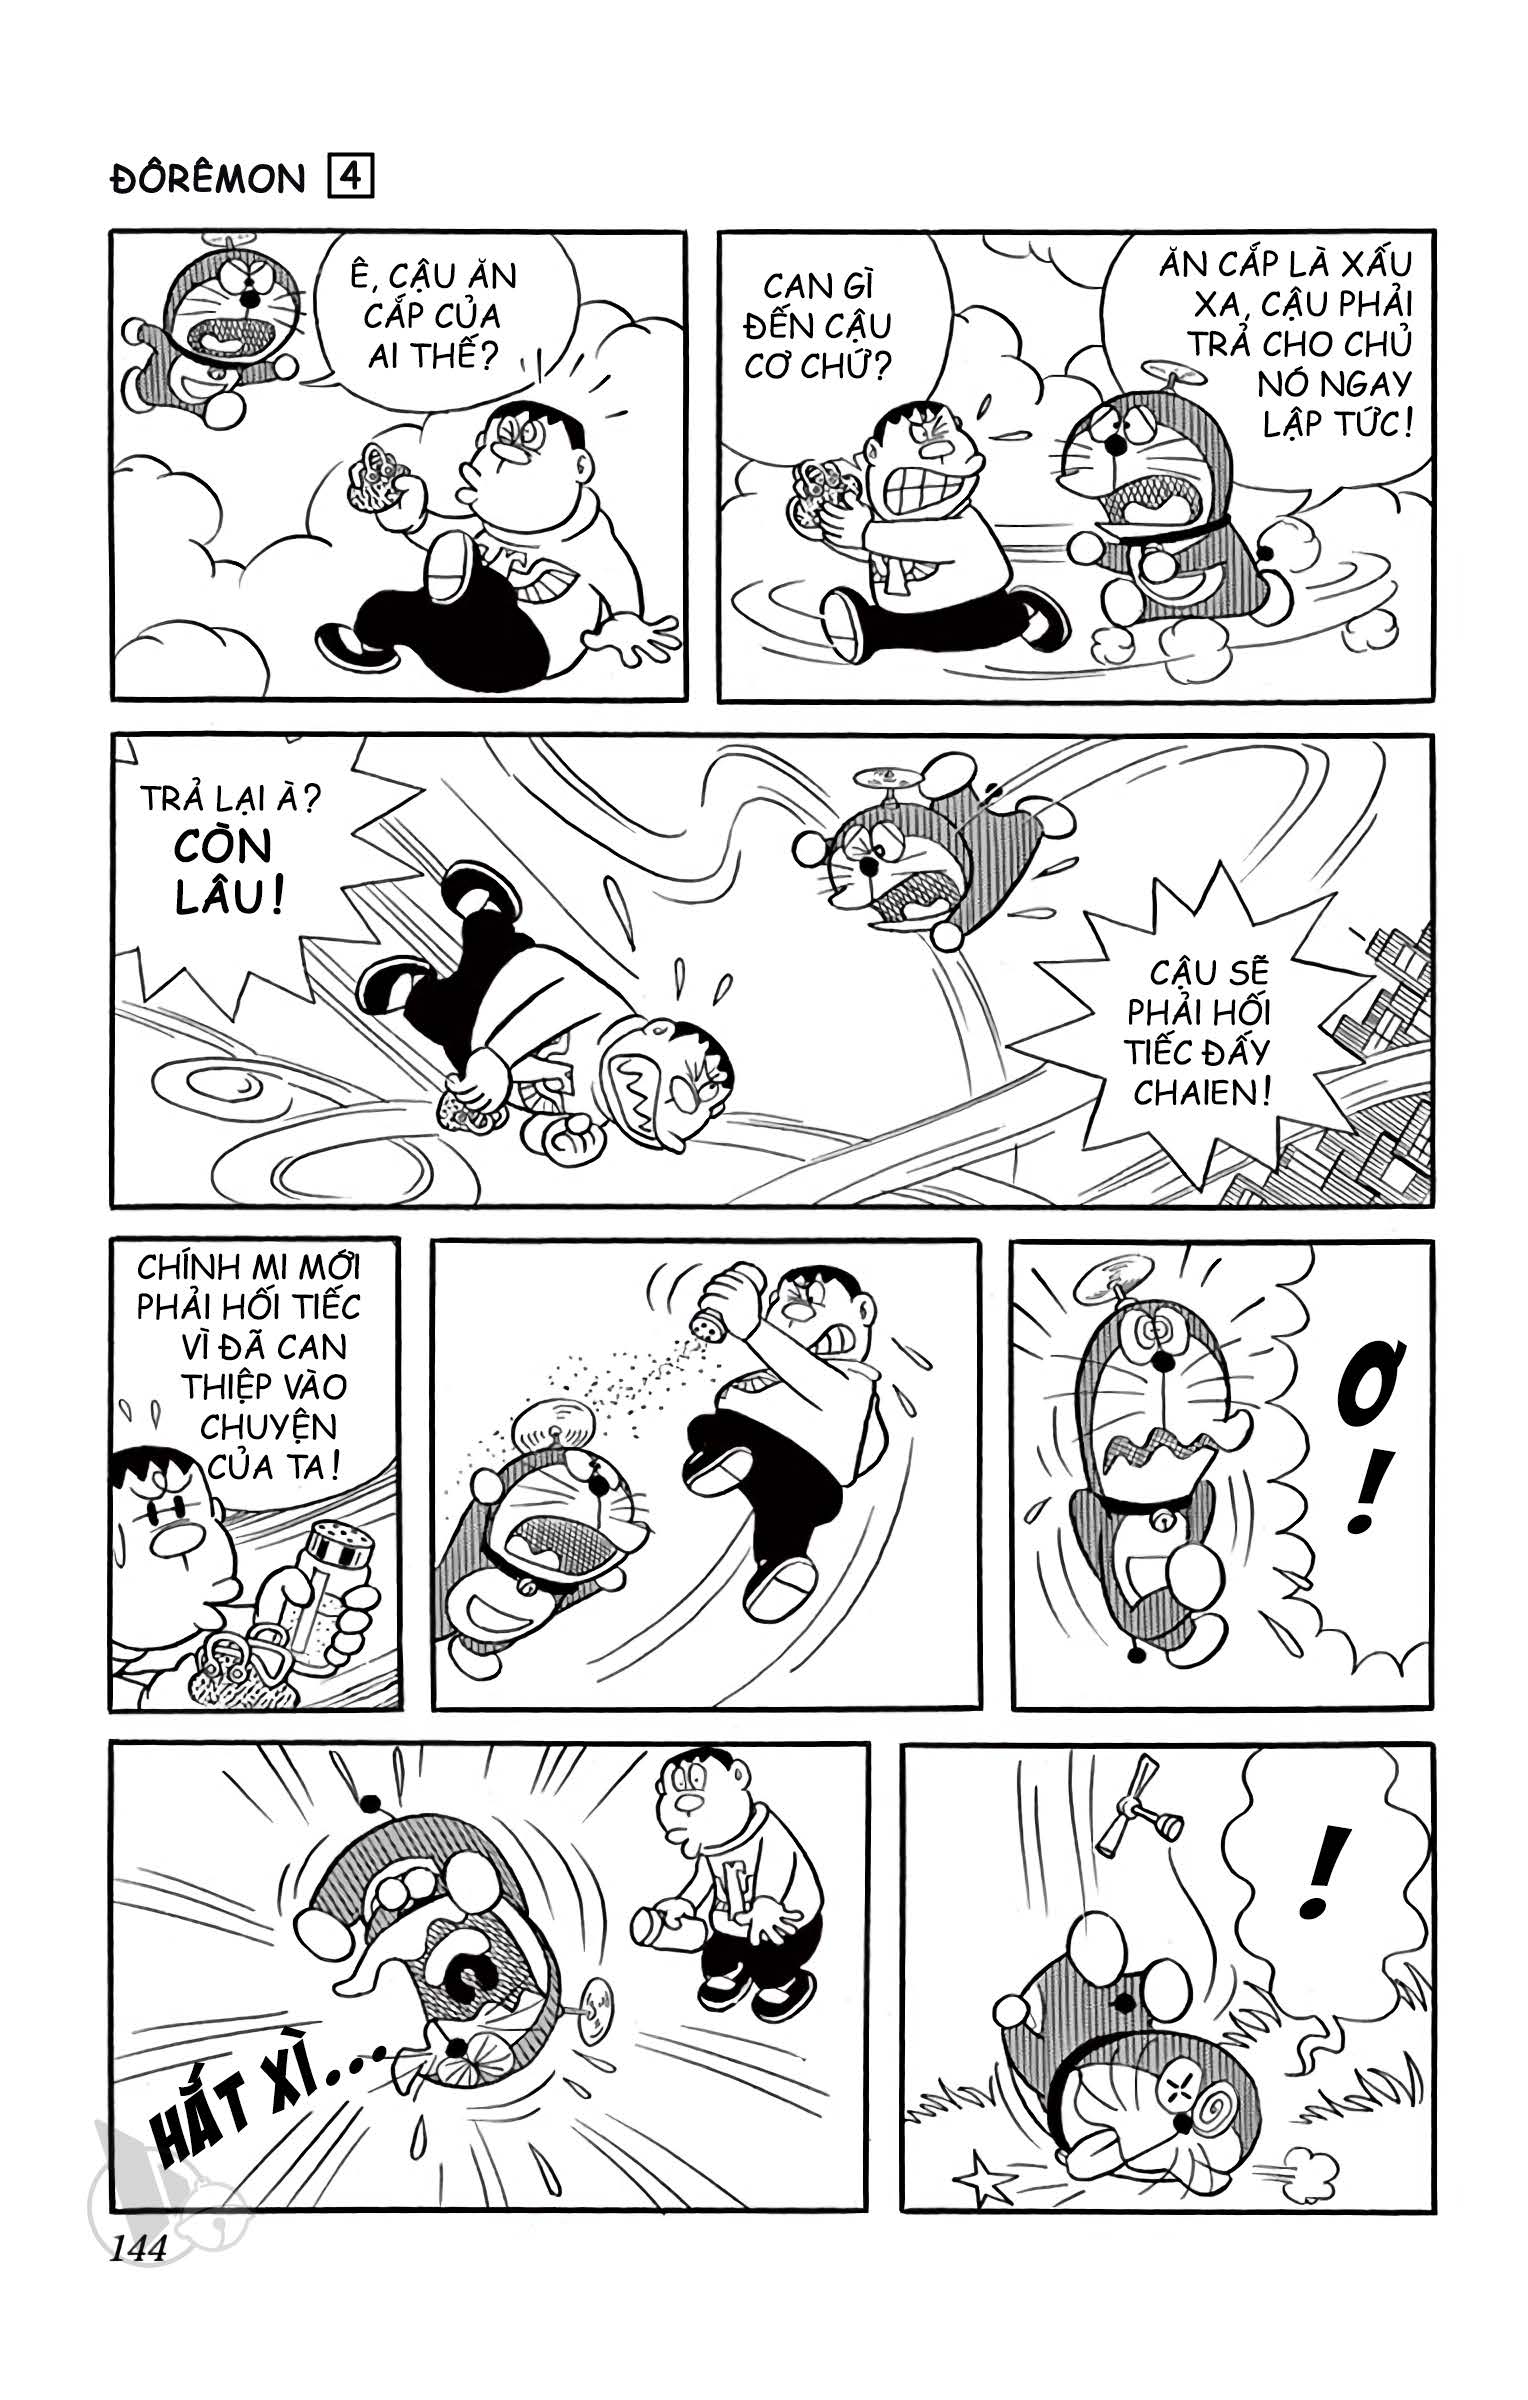 ĐÔRÊMON 4
Ê, CẬU ĂN
CẮP CỦA
AI THẾ?
CAN GÌ
ĐẾN CẬU
CƠ CHỨ?
ĂN CẮP LÀ XẤU
XA, CẬU PHẢI
TRẢ CHO CHỦ
NÓ NGAY
LẬP TỨC!
TRẢ LẠI À?
CÒN
LÂU!
CẬU SẼ
PHẢI HỐI
TIẾC ĐẤY
CHAIEN!
CHÍNH MI MỚI
PHẢI HỐI TIẾC
VÌ ĐÃ CAN
THIỆP VÀO
CHUYỆN
CỦA TA!
Ơ
!
HẮT XÌ...
!
144